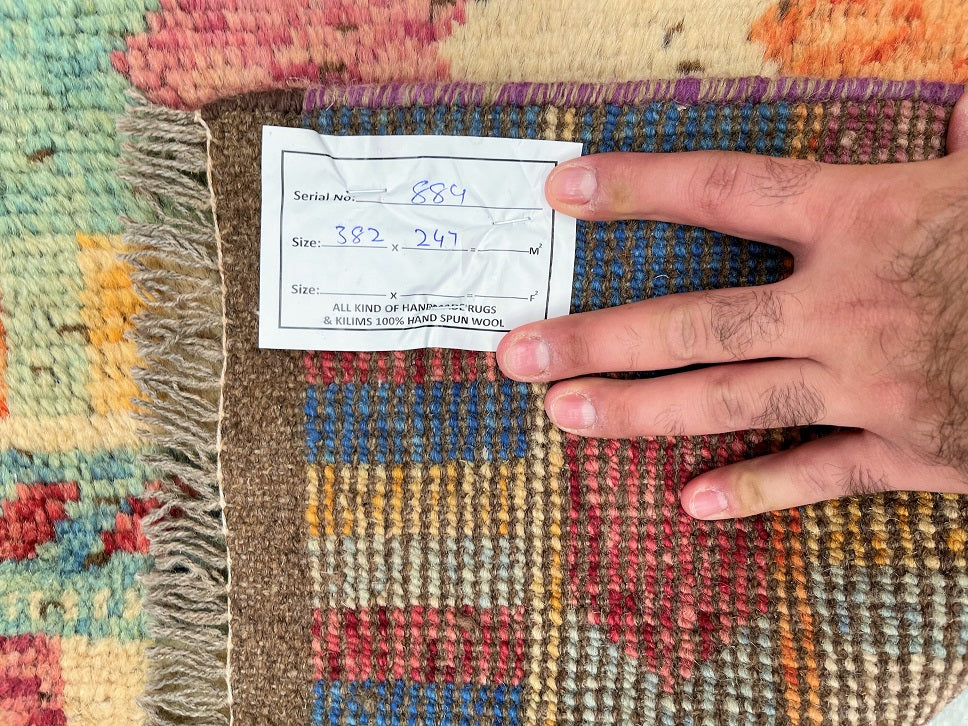 Serial No: 884
Size: 382 x 247 = M²
Size: x = F²
ALL KIND OF HANDMADE RUGS
& KILIMS 100% HAND SPUN WOOL